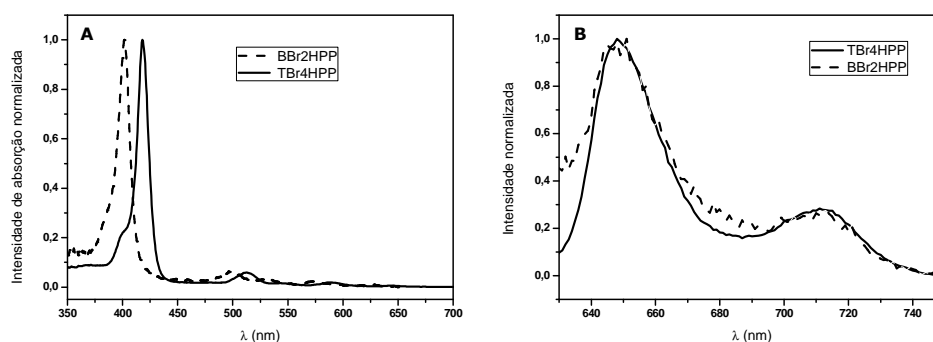 A
BBr2HPP
TBr4HPP
Intensidade de absorção normalizada
1,0
0,8
0,6
0,4
0,2
0,0
350 400 450 500 550 600 650 700
λ (nm)
B
TBr4HPP
BBr2HPP
Intensidade normalizada
1,0
0,8
0,6
0,4
0,2
0,0
640 660 680 700 720 740
λ (nm)